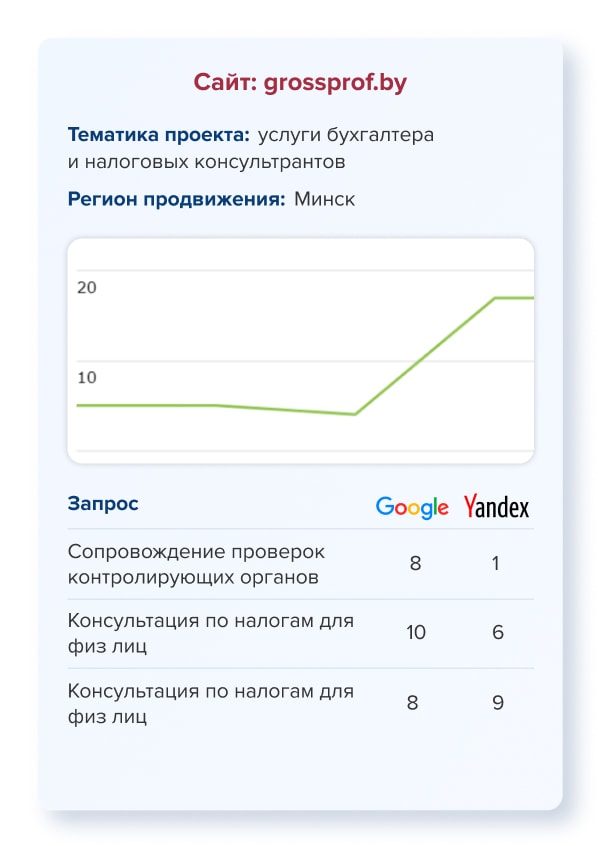 Сайт: grossprof.by
Тематика проекта: услуги бухгалтера
и налоговых консультрантов
Регион продвижения: Минск
20
10
Запрос Google Yandex
Сопровождение проверок
контролирующих органов 8 1
Консультация по налогам для
физ лиц 10 6
Консультация по налогам для
физ лиц 8 9